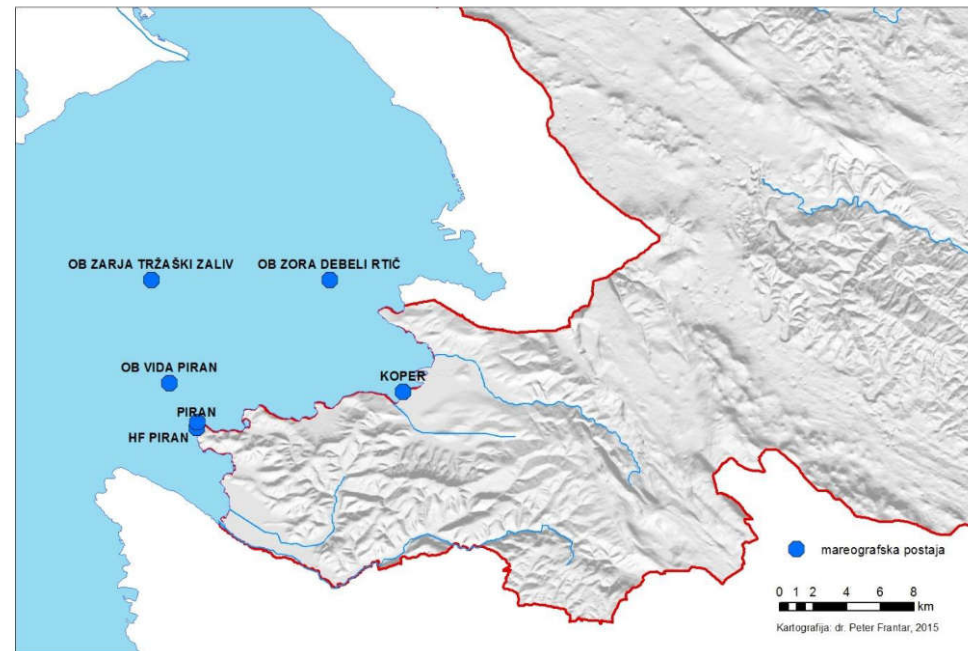 OB ZARJA TRŽAŠKI ZALIV
OB ZORA DEBELI RTIČ
OB VIDA PIRAN
KOPER
PIRAN
HF PIRAN
mareografska postaja
0 1 2 4 6 8
km
Kartografija: dr. Peter Frantar, 2015